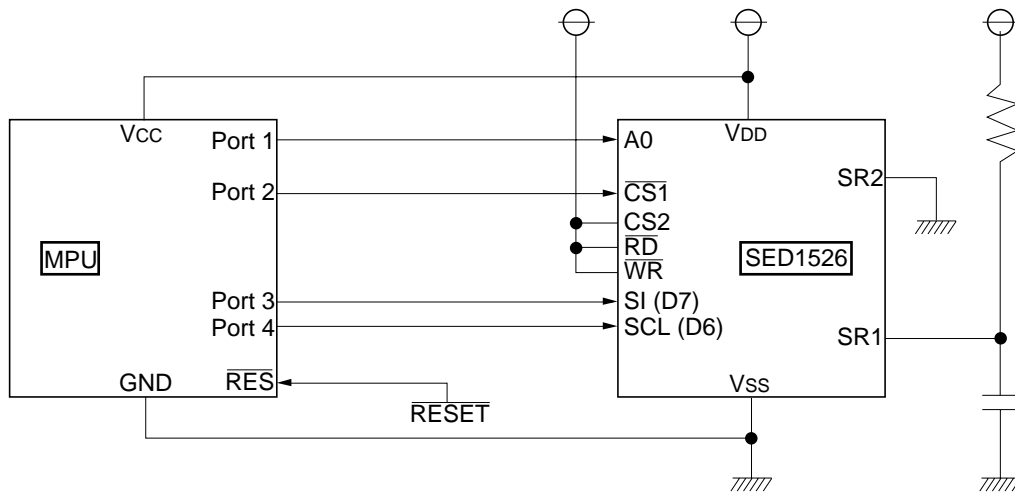 VCC
Port 1
Port 2
MPU
Port 3
Port 4
GND
RES
RESET
VDD
A0
CS1
CS2
RD
WR
SI (D7)
SCL (D6)
SR2
SED1526
SR1
VSS